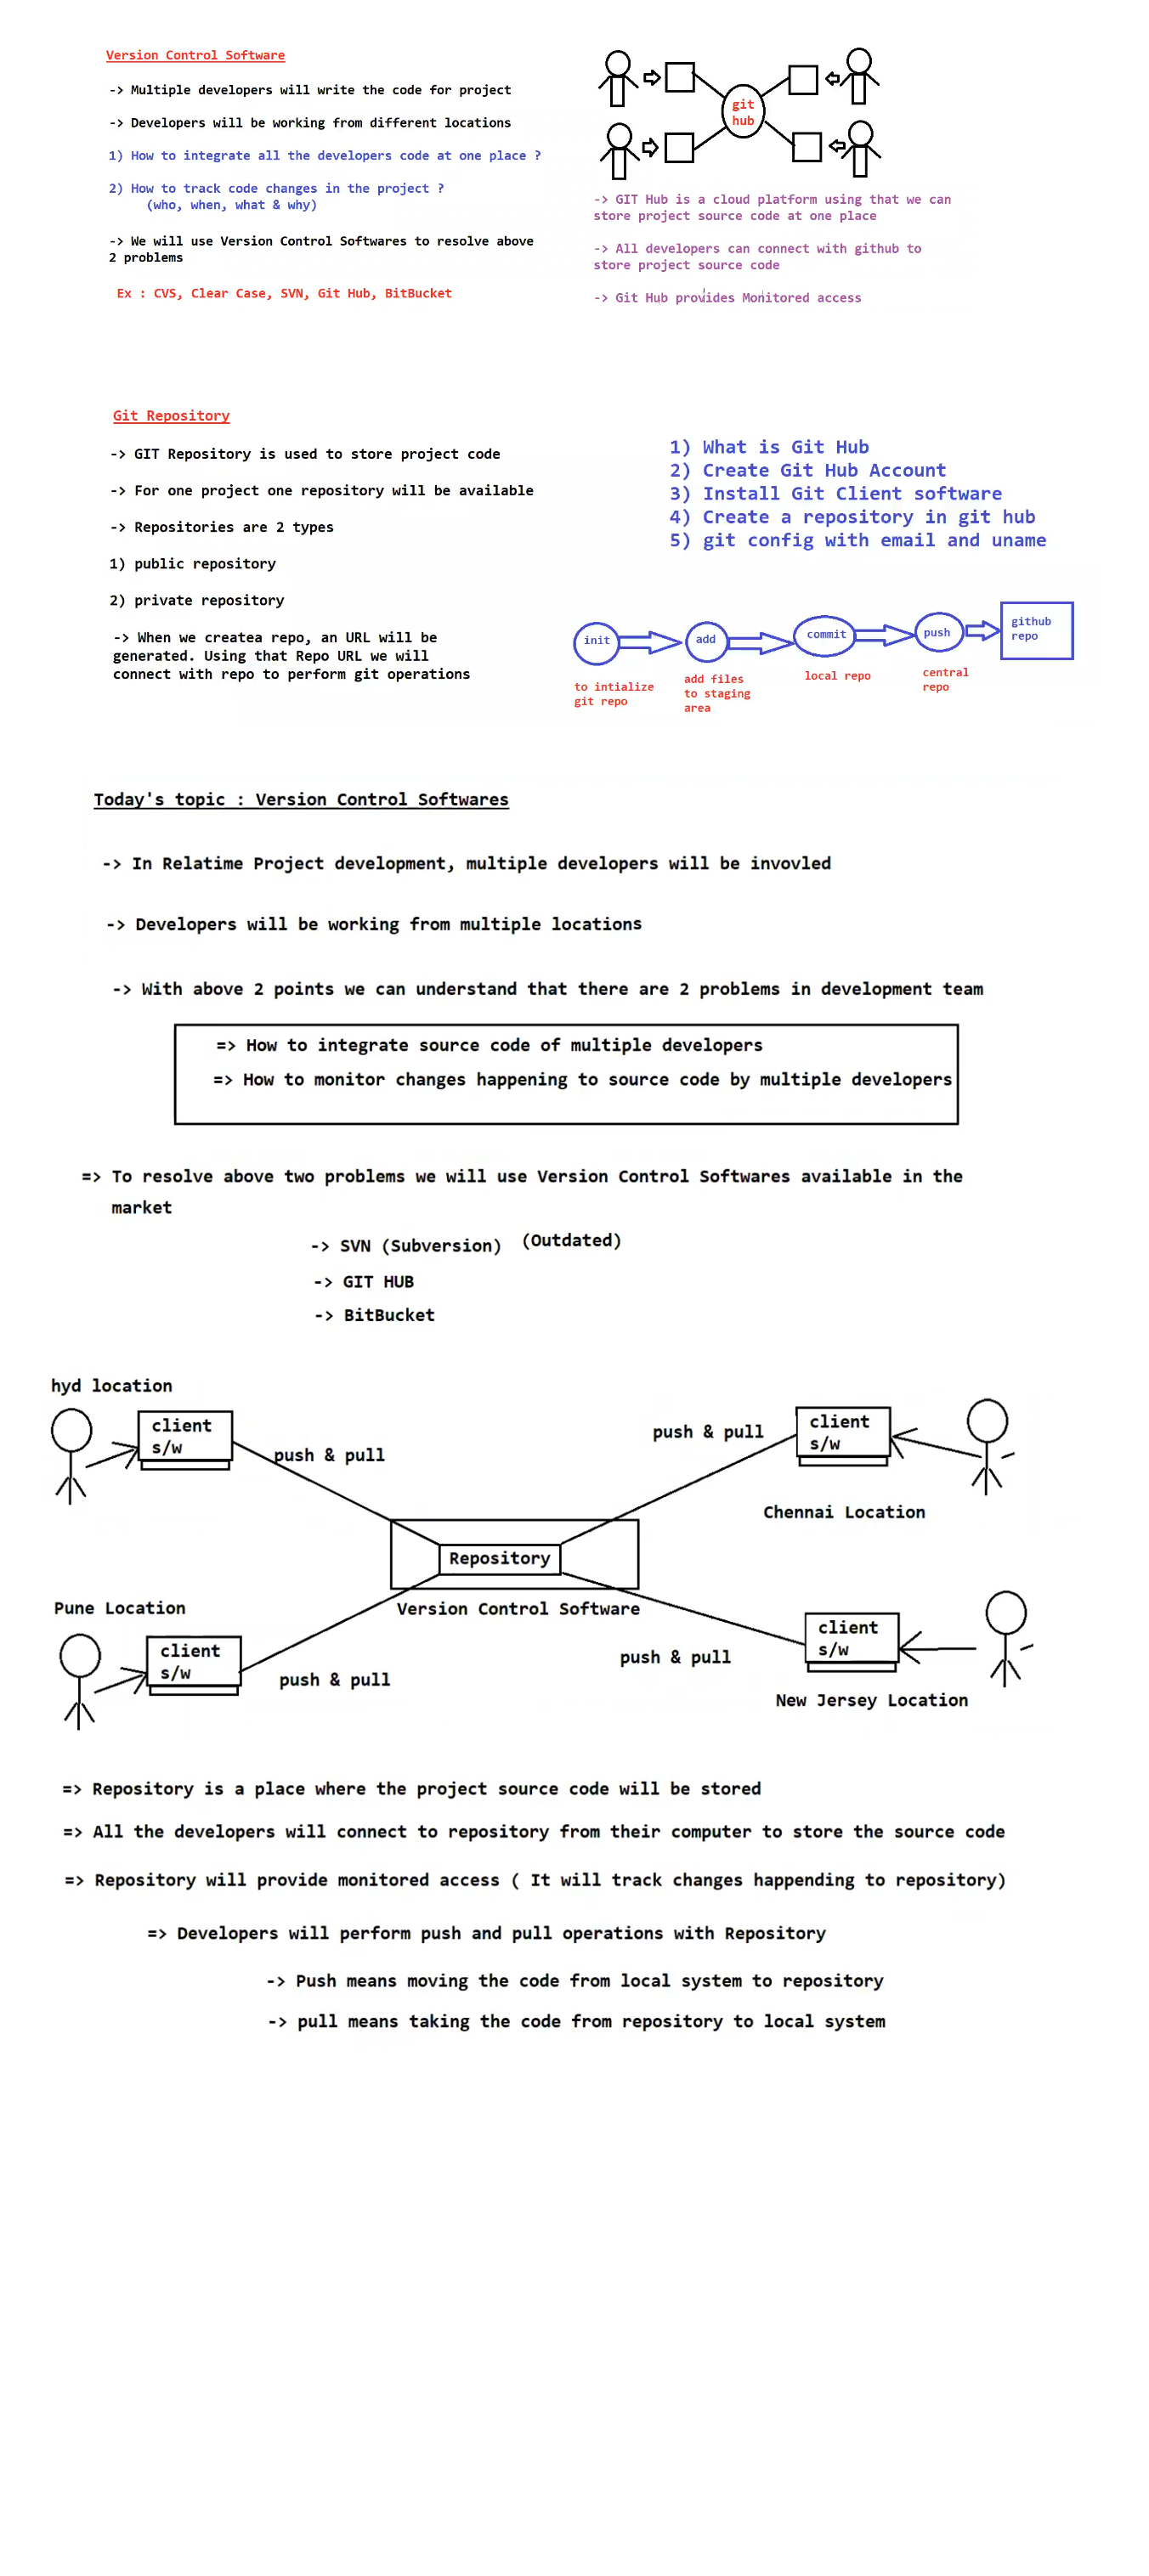 Version Control Software
-> Multiple developers will write the code for project
-> Developers will be working from different locations
1) How to integrate all the developers code at one place ?
2) How to track code changes in the project ?
(who, when, what & why)
-> We will use Version Control Softwares to resolve above
2 problems
Ex : CVS, Clear Case, SVN, Git Hub, BitBucket
git
hub
-> GIT Hub is a cloud platform using that we can
store project source code at one place
-> All developers can connect with github to
store project source code
-> Git Hub provides Monitored access
Git Repository
-> GIT Repository is used to store project code
-> For one project one repository will be available
-> Repositories are 2 types
1) public repository
2) private repository
-> When we createa repo, an URL will be
generated. Using that Repo URL we will
connect with repo to perform git operations
1) What is Git Hub
2) Create Git Hub Account
3) Install Git Client software
4) Create a repository in git hub
5) git config with email and uname
init
add
commit
push
github
repo
to intialize
git repo
add files
to staging
area
local repo
central
repo
Today's topic : Version Control Softwares
-> In Relatime Project development, multiple developers will be invovled
-> Developers will be working from multiple locations
-> With above 2 points we can understand that there are 2 problems in development team
=> How to integrate source code of multiple developers
=> How to monitor changes happening to source code by multiple developers
=> To resolve above two problems we will use Version Control Softwares available in the
market
-> SVN (Subversion) (Outdated)
-> GIT HUB
-> BitBucket
hyd location
client
s/w
push & pull
push & pull
client
s/w
Chennai Location
Repository
Version Control Software
Pune Location
client
s/w
push & pull
push & pull
client
s/w
New Jersey Location
=> Repository is a place where the project source code will be stored
=> All the developers will connect to repository from their computer to store the source code
=> Repository will provide monitored access ( It will track changes happending to repository)
=> Developers will perform push and pull operations with Repository
-> Push means moving the code from local system to repository
-> pull means taking the code from repository to local system